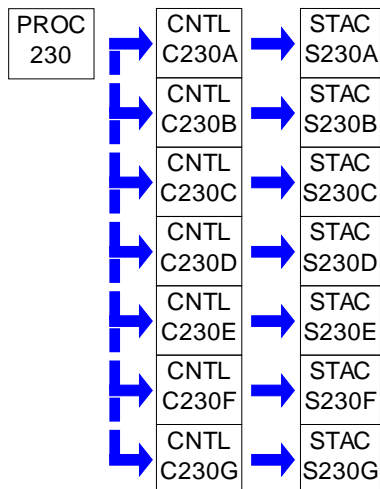 PROC
230
CNTL
C230A
STAC
S230A
CNTL
C230B
STAC
S230B
CNTL
C230C
STAC
S230C
CNTL
C230D
STAC
S230D
CNTL
C230E
STAC
S230E
CNTL
C230F
STAC
S230F
CNTL
C230G
STAC
S230G